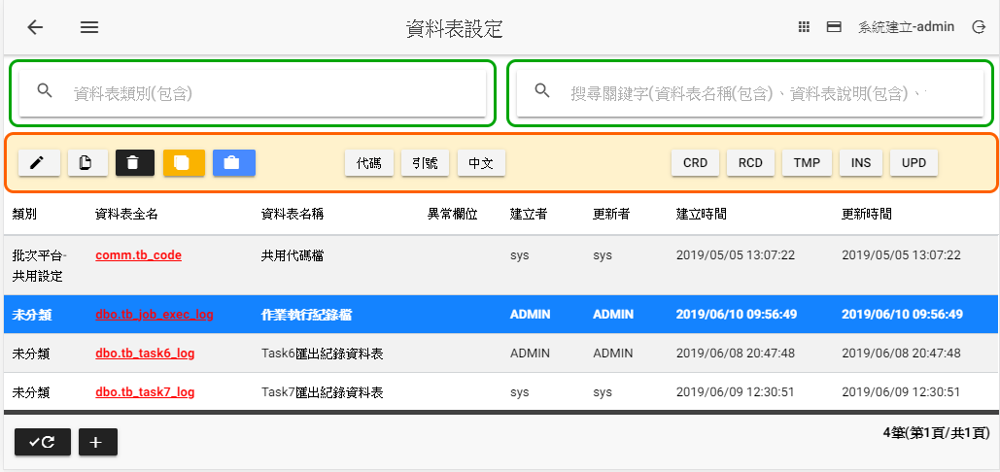 資料表設定
系統建立-admin
資料表類別(包含)
搜尋關鍵字(資料表名稱(包含)、資料表說明(包含)、
代碼 引號 中文 CRD RCD TMP INS UPD
類別 資料表全名 資料表名稱 異常欄位 建立者 更新者 建立時間 更新時間
批次平台-共用設定 comm.tb_code 共用代碼檔 sys sys 2019/05/05 13:07:22 2019/05/05 13:07:22
未分類 dbo.tb_job_exec_log 作業執行紀錄檔 ADMIN ADMIN 2019/06/10 09:56:49 2019/06/10 09:56:49
未分類 dbo.tb_task6_log Task6匯出紀錄資料表 ADMIN ADMIN 2019/06/08 20:47:48 2019/06/08 20:47:48
未分類 dbo.tb_task7_log Task7匯出紀錄資料表 sys sys 2019/06/09 12:30:51 2019/06/09 12:30:51
4筆(第1頁/共1頁)